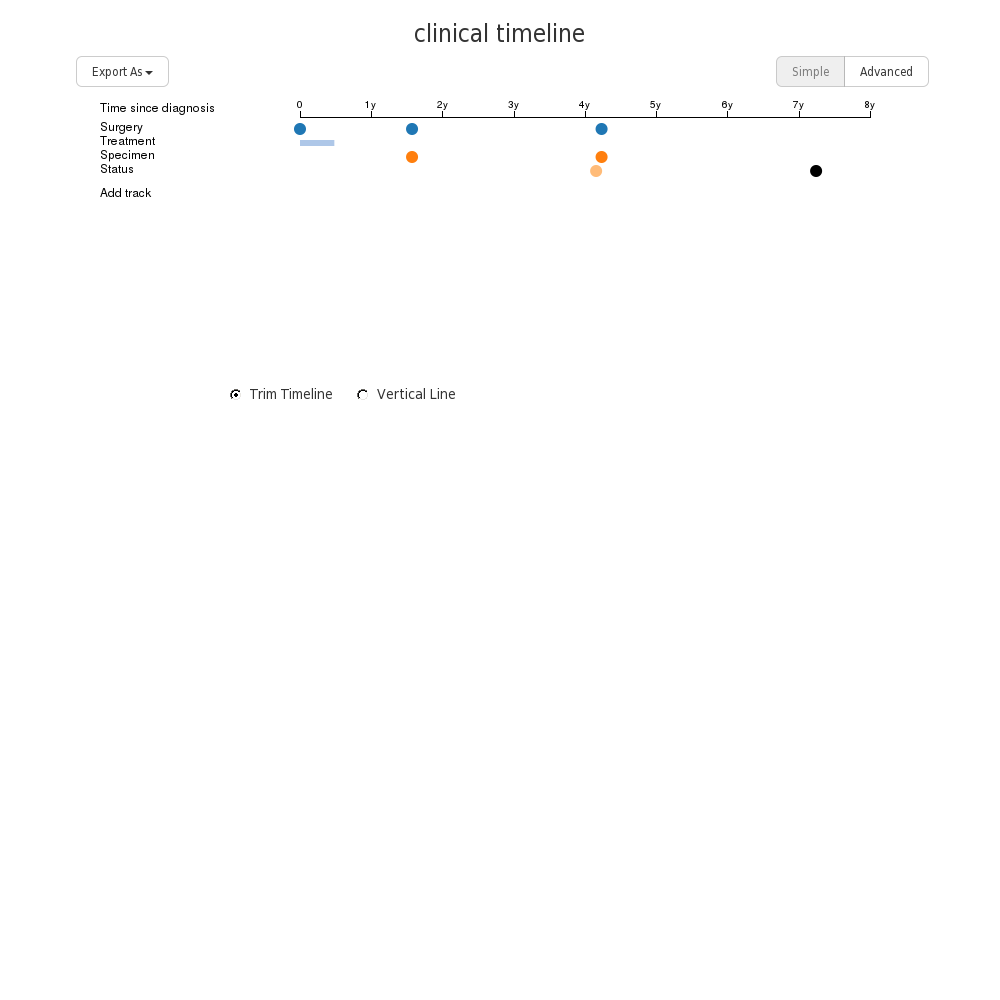 clinical timeline
Export As
Simple Advanced
Time since diagnosis 0 1y 2y 3y 4y 5y 6y 7y 8y
Surgery
Treatment
Specimen
Status
Add track
Trim Timeline Vertical Line